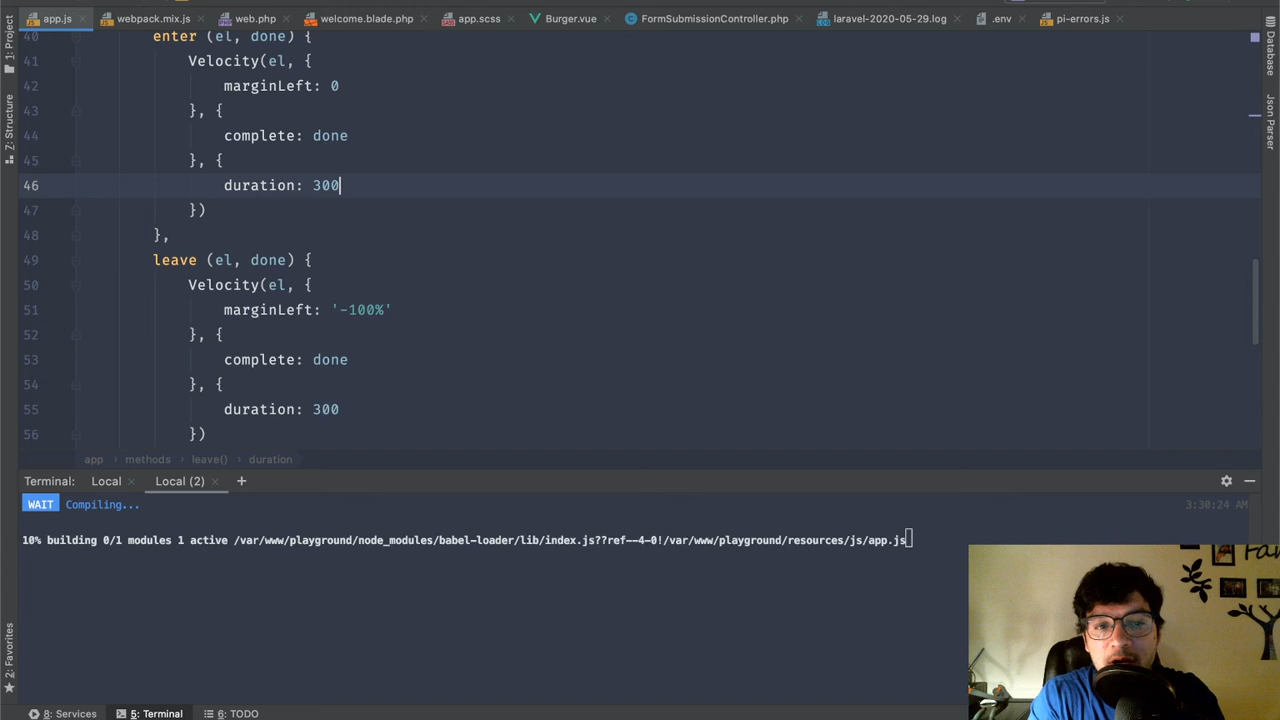 app.js webpack.mix.js web.php welcome.blade.php app.scss Burger.vue FormSubmissionController.php laravel-2020-05-29.log .env pi-errors.js
1: Project
Z: Structure
2: Favorites
Database
Json Parser
40 enter (el, done) {
41 Velocity(el, {
42 marginLeft: 0
43 }, {
44 complete: done
45 }, {
46 duration: 300
47 })
48 },
49 leave (el, done) {
50 Velocity(el, {
51 marginLeft: '-100%'
52 }, {
53 complete: done
54 }, {
55 duration: 300
56 })
app methods leave() duration
Terminal: Local Local (2) +
WAIT Compiling... 3:30:24 AM
10% building 0/1 modules 1 active /var/www/playground/node_modules/babel-loader/lib/index.js??ref--4-0!/var/www/playground/resources/js/app.js
8: Services 5: Terminal 6: TODO